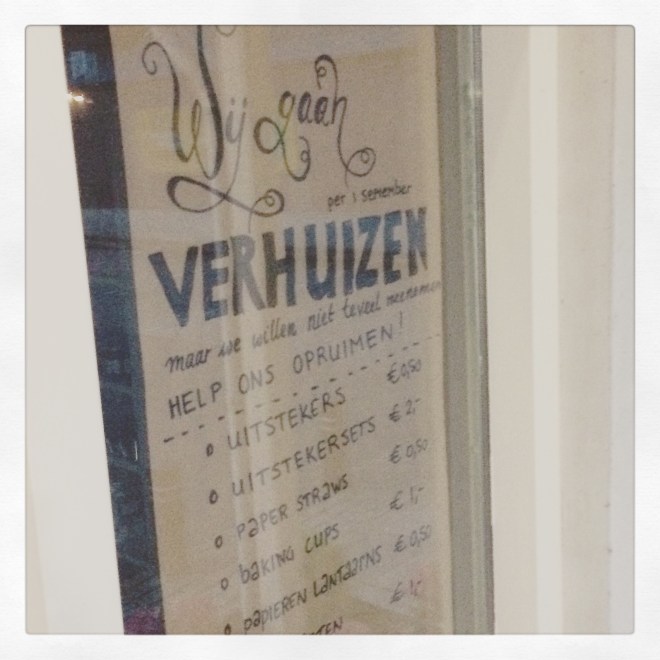 Wij gaan
per 1 september
VERHUIZEN
maar we willen niet teveel meenemen
HELP ONS OPRUIMEN!
o UITSTEKERS €0,50
o UITSTEKERSETS €2,-
o PAPER STRAWS €0,50
o BAKING CUPS €1,-
o PAPIEREN LANTAARNS €0,50
€1,-